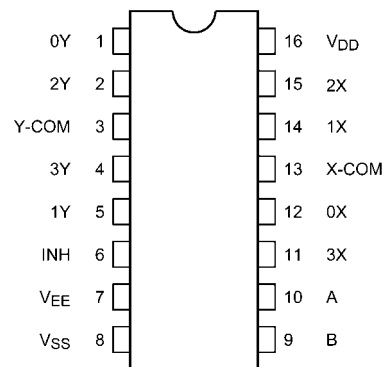 0Y 1 16 VDD
2Y 2 15 2X
Y-COM 3 14 1X
3Y 4 13 X-COM
1Y 5 12 0X
INH 6 11 3X
VEE 7 10 A
VSS 8 9 B